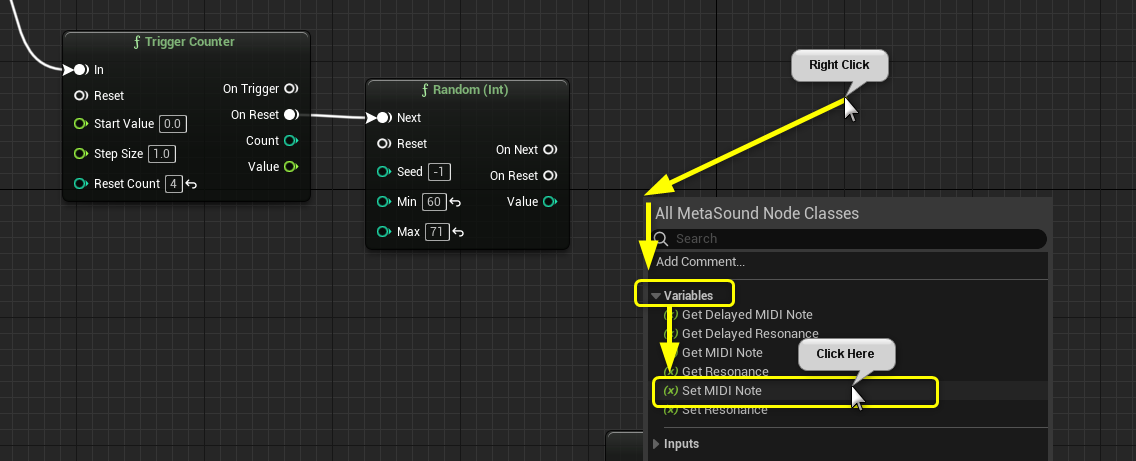 Trigger Counter
In
Reset
Start Value 0.0
Step Size 1.0
Reset Count 4
On Trigger
On Reset
Count
Value
Random (Int)
Next
Reset
Seed -1
Min 60
Max 71
On Next
On Reset
Value
Right Click
All MetaSound Node Classes
Search
Add Comment...
Variables
Get Delayed MIDI Note
Get Delayed Resonance
Get MIDI Note
Click Here
Get Resonance
Set MIDI Note
Set Resonance
Inputs